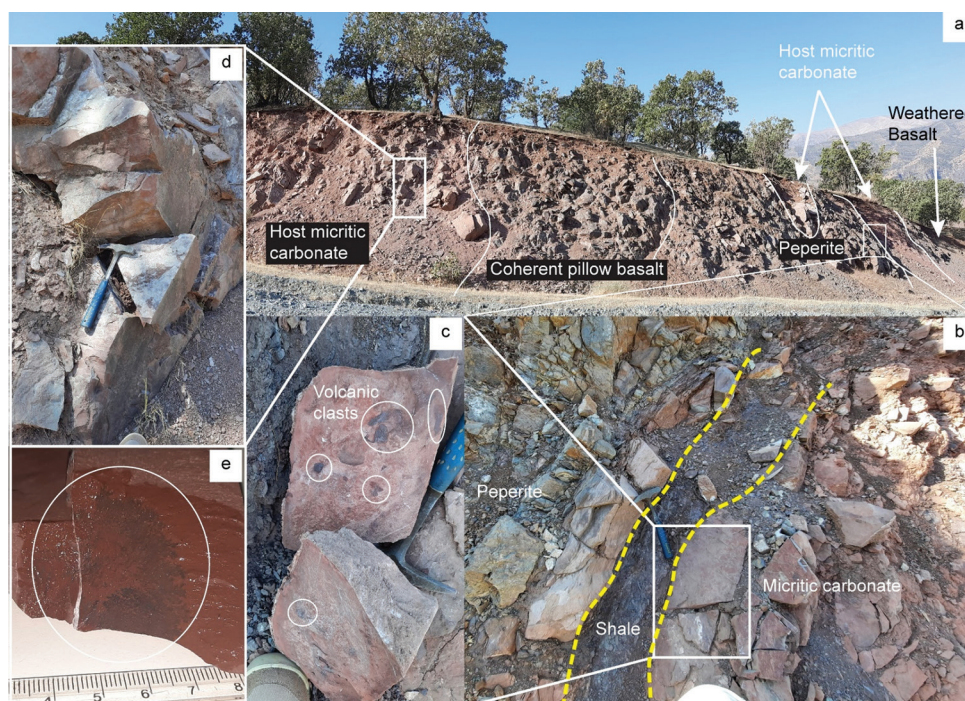 a
Host micritic
carbonate
Weathere
Basalt
Host micritic
carbonate
Coherent pillow basalt
Peperite
d
c
Volcanic
clasts
b
Peperite
Shale
Micritic carbonate
e
4 5 6 7 8